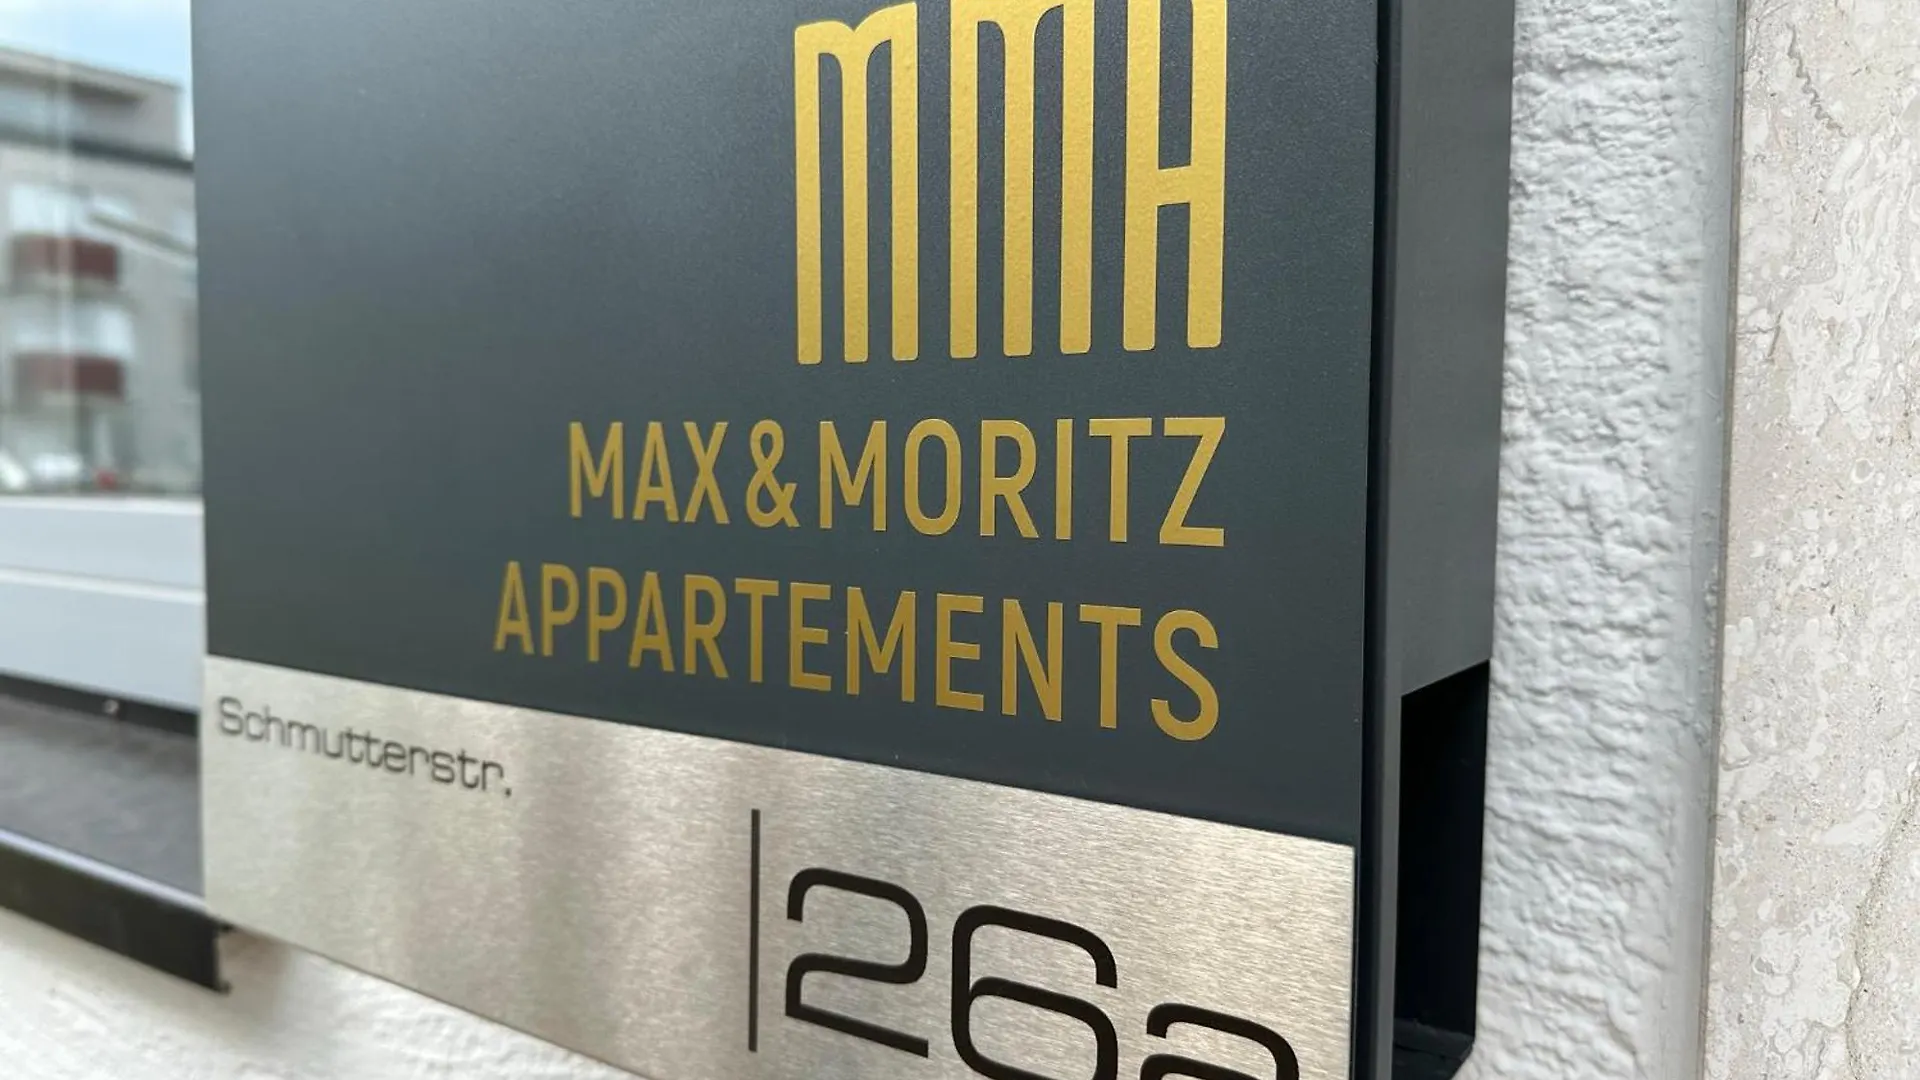 MMA
MAX & MORITZ
APPARTEMENTS
Schmutterstr.
26a